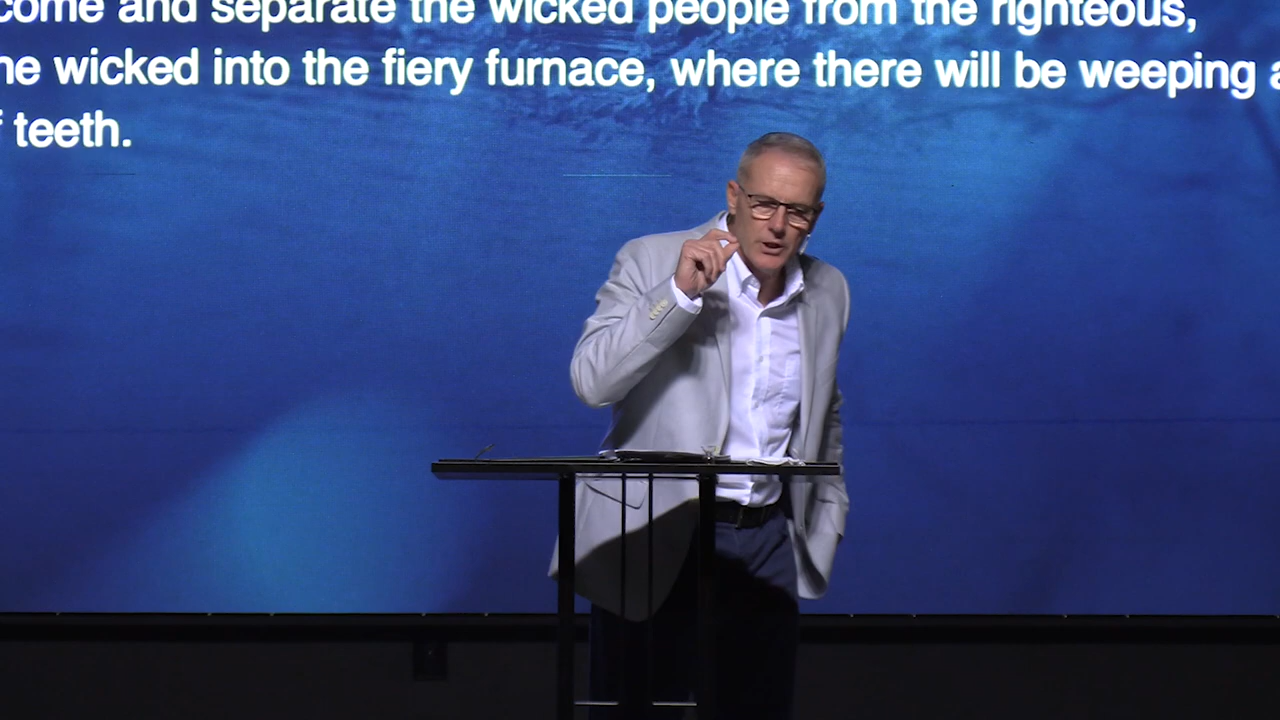 come and separate the wicked people from the righteous,
he wicked into the fiery furnace, where there will be weeping a
f teeth.